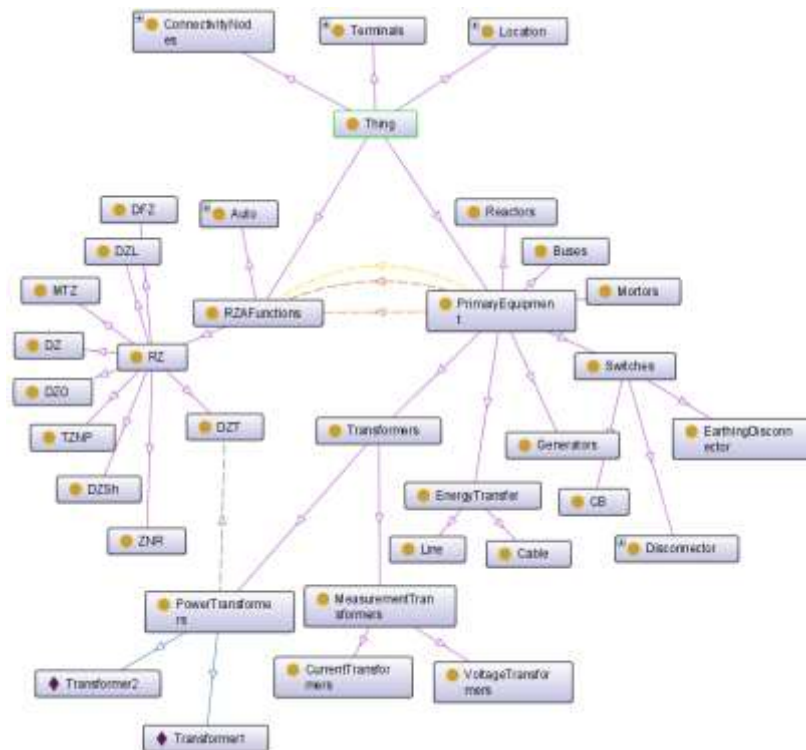 ConnectivityNod
es
Terminals
Location
Thing
DFZ
Auto
Reactors
DZL
Buses
MTZ
RZAFunctions
PrimaryEquipmen
t
Mortors
DZ
RZ
Switches
DZO
TZNP
DZT
Transformers
Generators
EarthingDisconn
ector
DZSh
EnergyTransfer
CB
ZNR
Line
Cable
Disconnector
PowerTransforme
rs
MeasurementTran
sformers
Transformer2
CurrentTransfor
mers
VoltageTransfor
mers
Transformer1